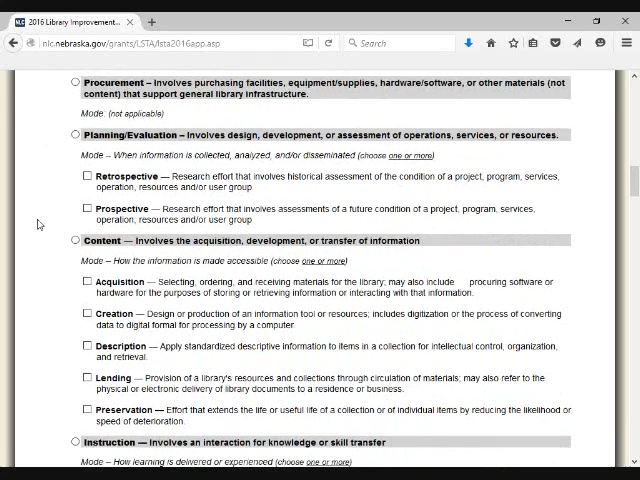 2016 Library Improvement...
nlc.nebraska.gov/grants/LSTA/lsta2016app.asp
Search
Procurement – Involves purchasing facilities, equipment/supplies, hardware/software, or other materials (not
content) that support general library infrastructure.
Mode: (not applicable)
Planning/Evaluation – Involves design, development, or assessment of operations, services, or resources.
Mode – When information is collected, analyzed, and/or disseminated (choose one or more)
Retrospective — Research effort that involves historical assessment of the condition of a project, program, services,
operation, resources and/or user group
Prospective — Research effort that involves assessments of a future condition of a project, program, services,
operation, resources and/or user group
Content — Involves the acquisition, development, or transfer of information
Mode – How the information is made accessible (choose one or more)
Acquisition — Selecting, ordering, and receiving materials for the library; may also include procuring software or
hardware for the purposes of storing or retrieving information or interacting with that information.
Creation — Design or production of an information tool or resources; includes digitization or the process of converting
data to digital format for processing by a computer.
Description — Apply standardized descriptive information to items in a collection for intellectual control, organization,
and retrieval.
Lending — Provision of a library's resources and collections through circulation of materials; may also refer to the
physical or electronic delivery of library documents to a residence or business.
Preservation — Effort that extends the life or useful life of a collection or of individual items by reducing the likelihood or
speed of deterioration.
Instruction — Involves an interaction for knowledge or skill transfer
Mode – How learning is delivered or experienced (choose one or more)